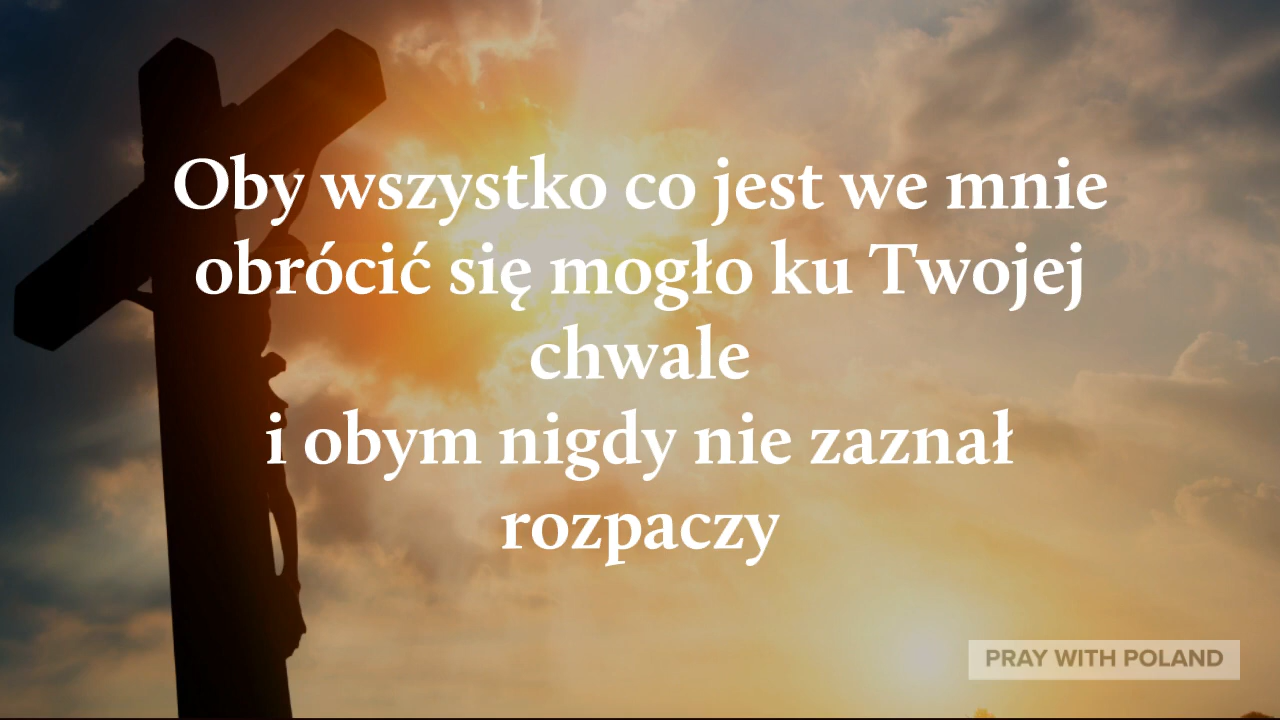 Oby wszystko co jest we mnie
obrócić się mogło ku Twojej
chwale
i obym nigdy nie zaznał
rozpaczy
PRAY WITH POLAND